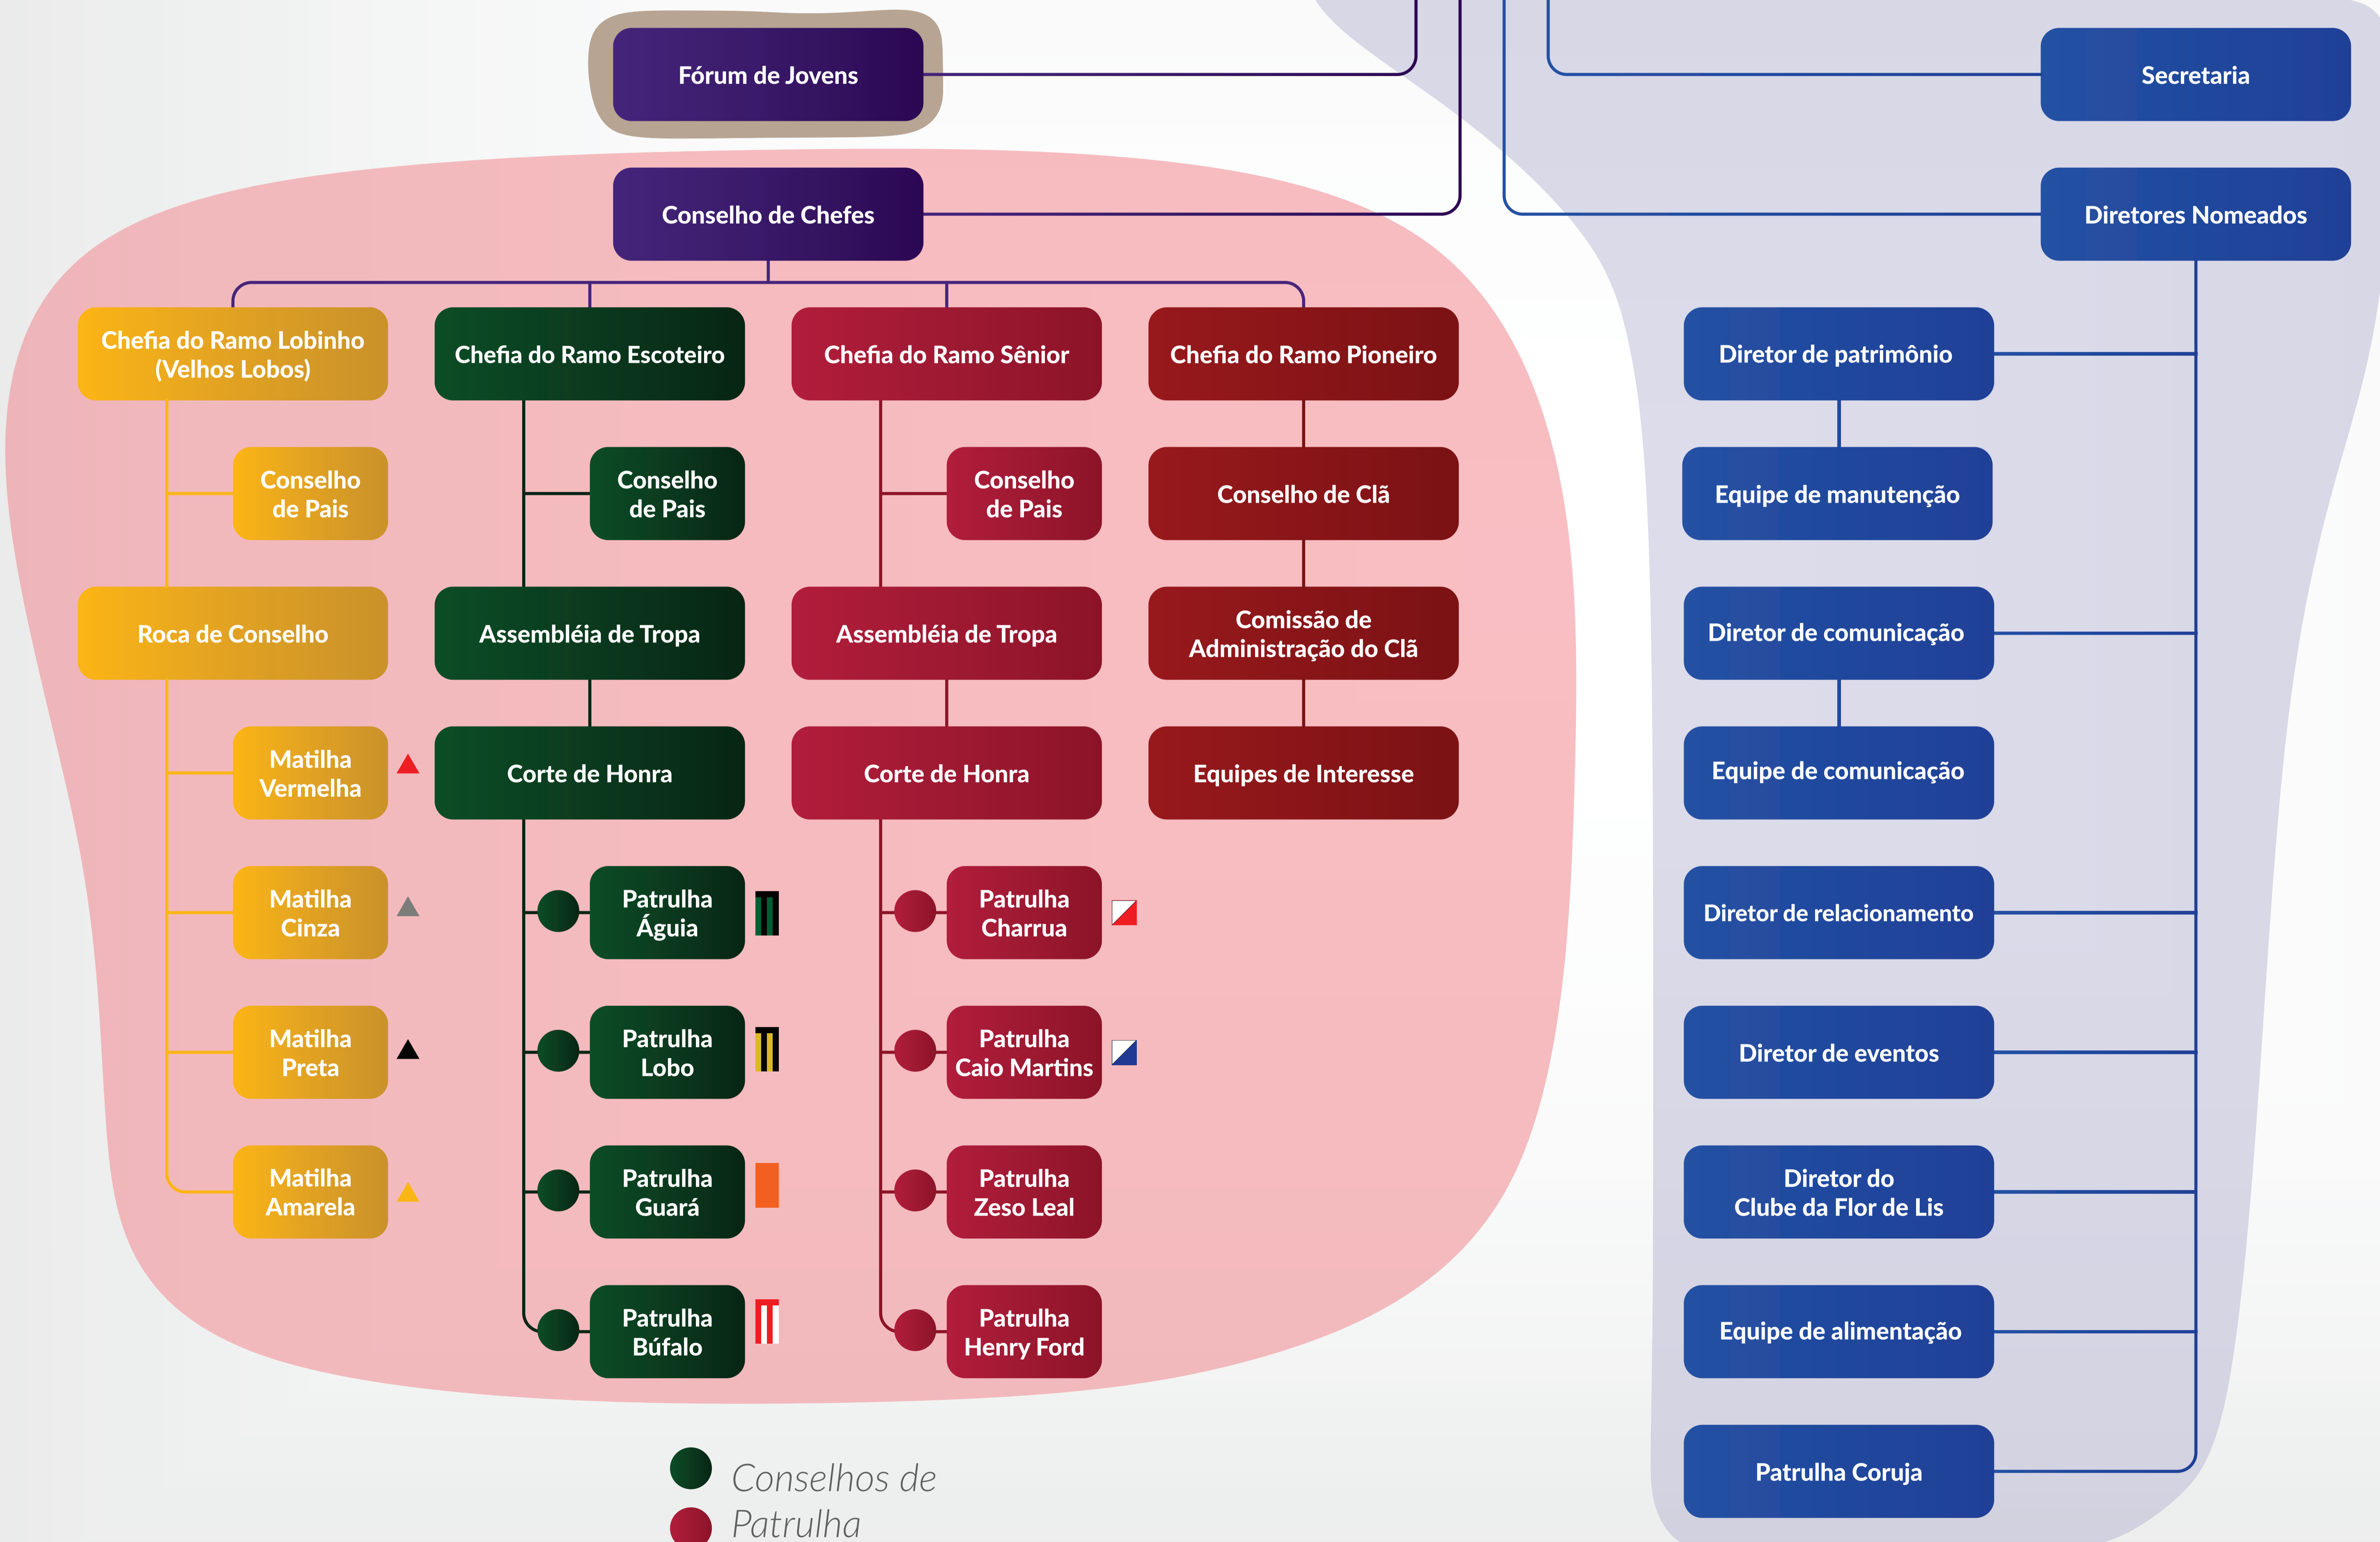 Fórum de Jovens
Secretaria
Conselho de Chefes
Diretores Nomeados
Chefia do Ramo Lobinho
(Velhos Lobos)
Chefia do Ramo Escoteiro
Chefia do Ramo Sênior
Chefia do Ramo Pioneiro
Diretor de patrimônio
Conselho
de Pais
Conselho
de Pais
Conselho
de Pais
Conselho de Clã
Equipe de manutenção
Roca de Conselho
Assembléia de Tropa
Assembléia de Tropa
Comissão de
Administração do Clã
Diretor de comunicação
Matilha
Vermelha
Corte de Honra
Corte de Honra
Equipes de Interesse
Equipe de comunicação
Matilha
Cinza
Patrulha
Águia
Patrulha
Charrua
Diretor de relacionamento
Matilha
Preta
Patrulha
Lobo
Patrulha
Caio Martins
Diretor de eventos
Matilha
Amarela
Patrulha
Guará
Patrulha
Zeso Leal
Diretor do
Clube da Flor de Lis
Patrulha
Búfalo
Patrulha
Henry Ford
Equipe de alimentação
Patrulha Coruja
Conselhos de
Patrulha